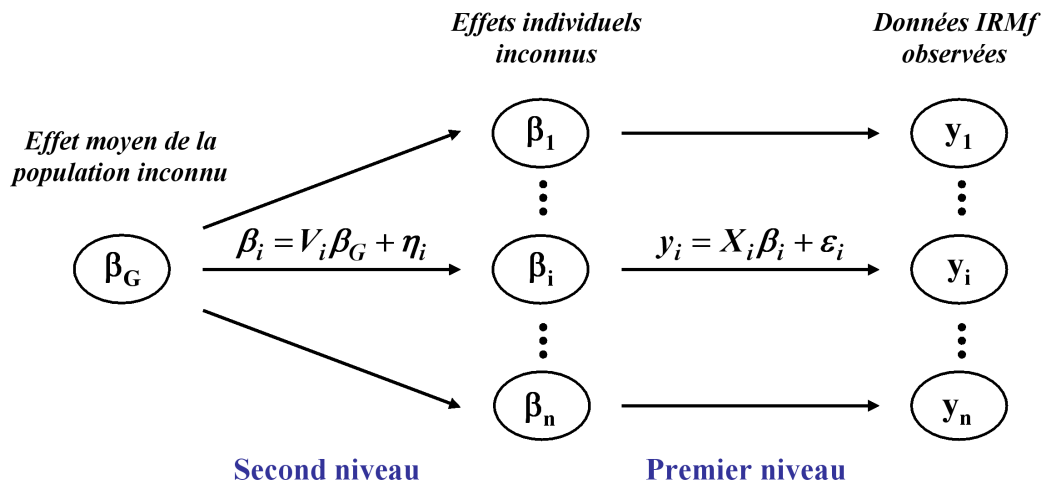 Effets individuels
inconnus
Données IRMf
observées
Effet moyen de la
population inconnu
β1
y1
βi = ViβG + ηi
yi = Xiβi + εi
βG
βi
yi
βn
yn
Second niveau
Premier niveau